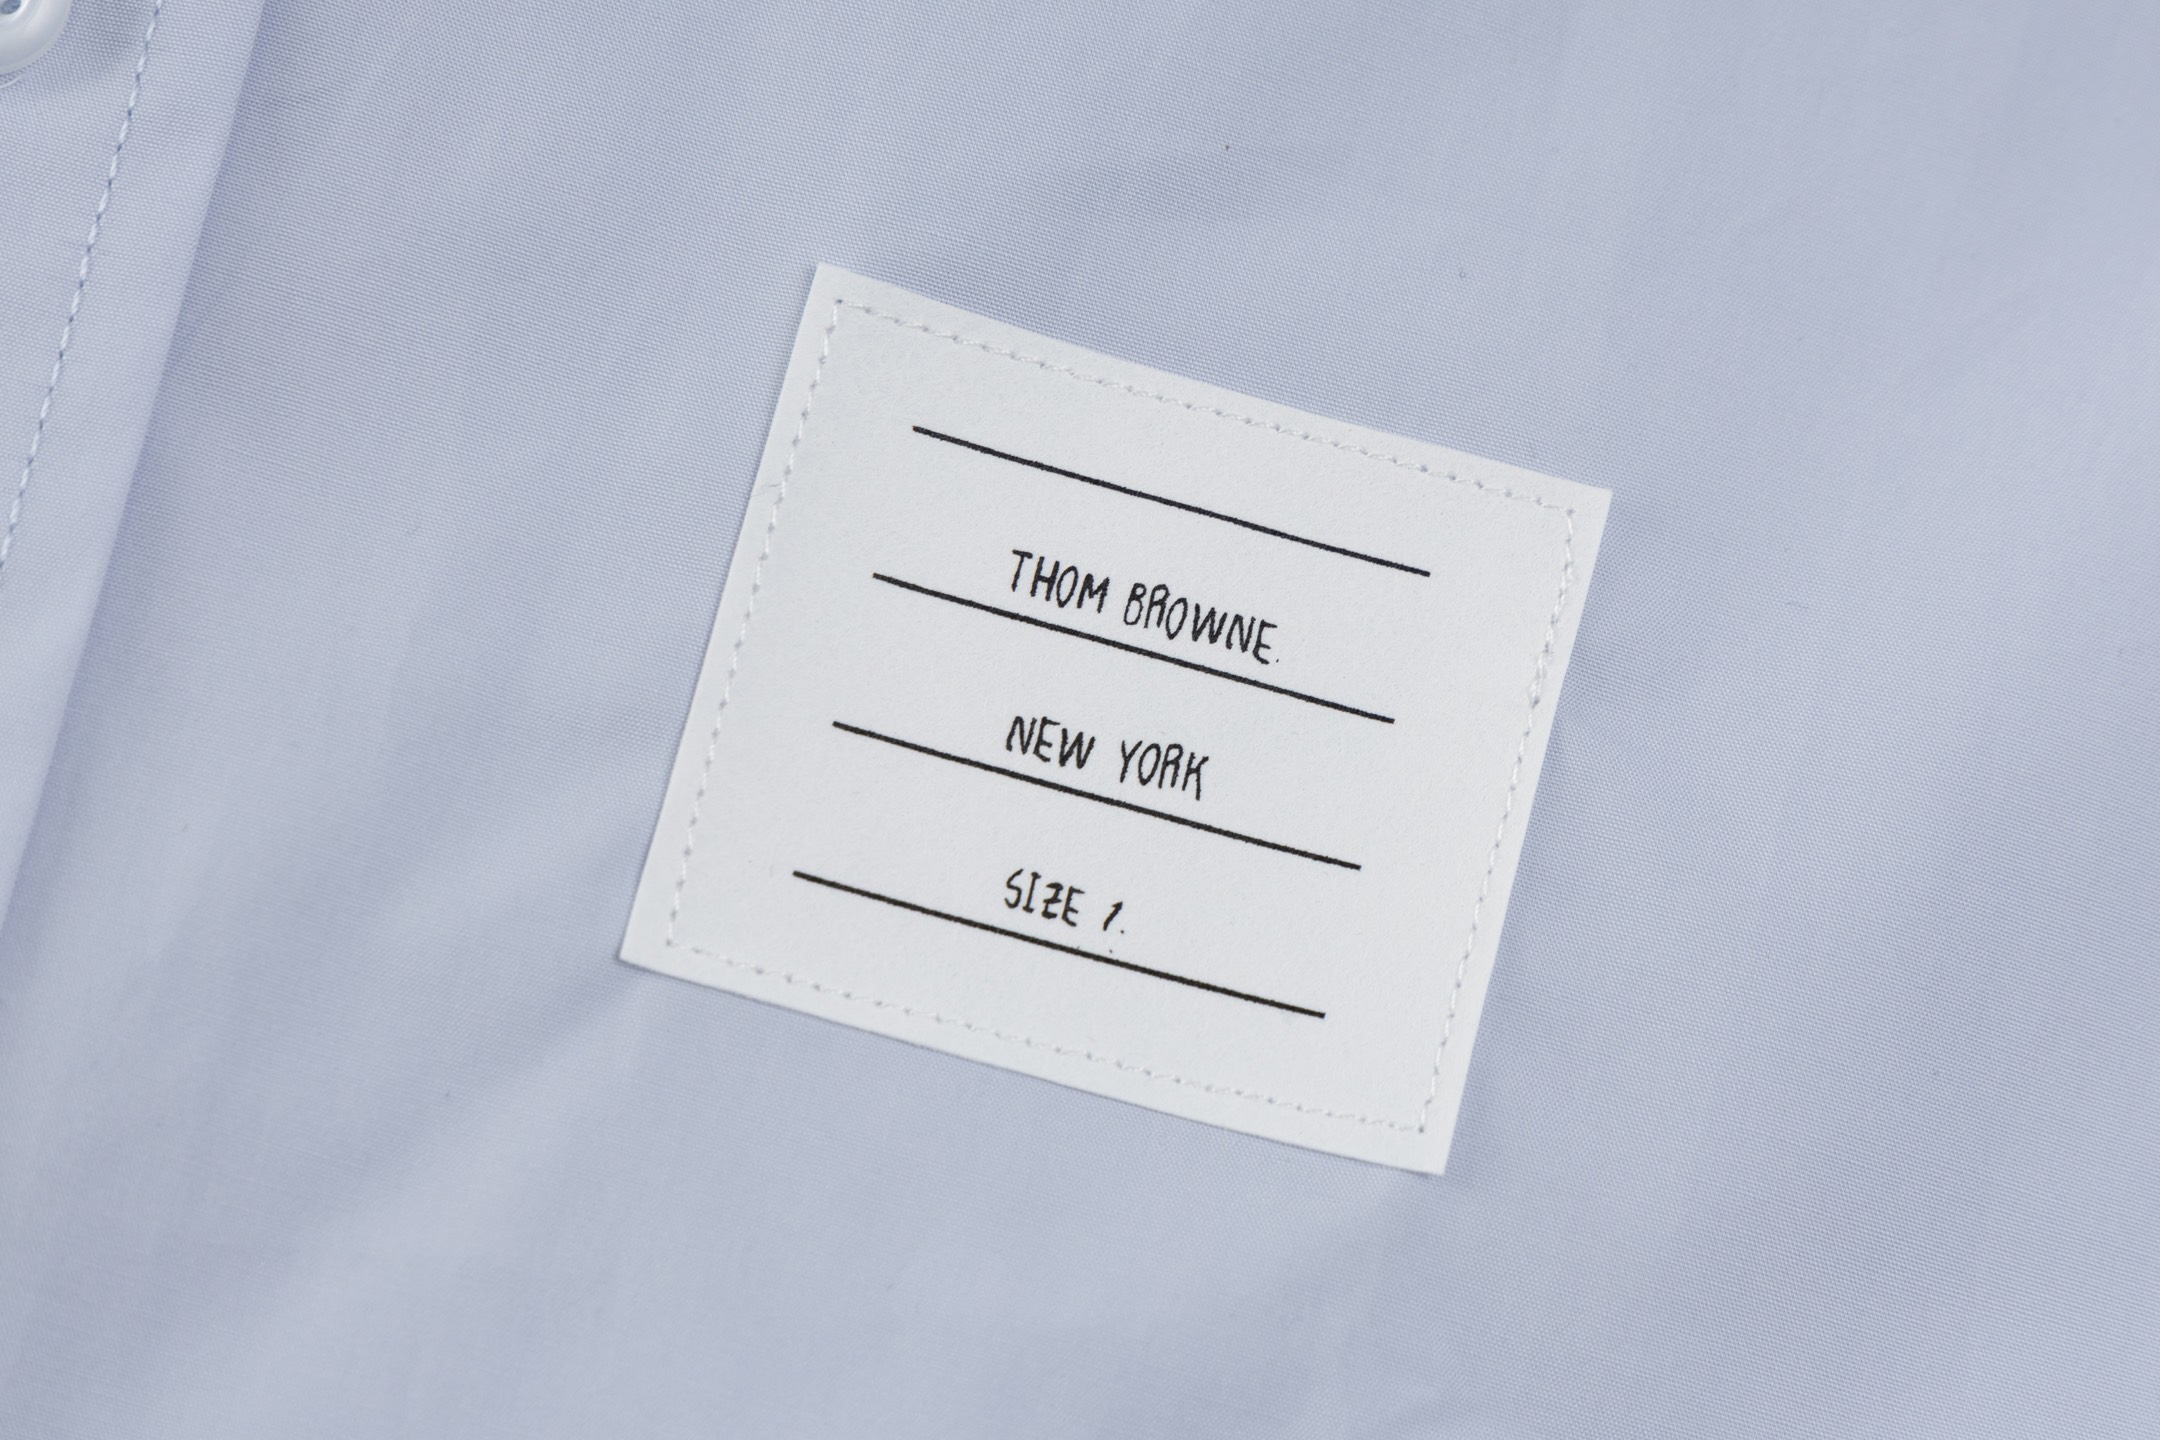 THOM BROWNE.
NEW YORK
SIZE 1.